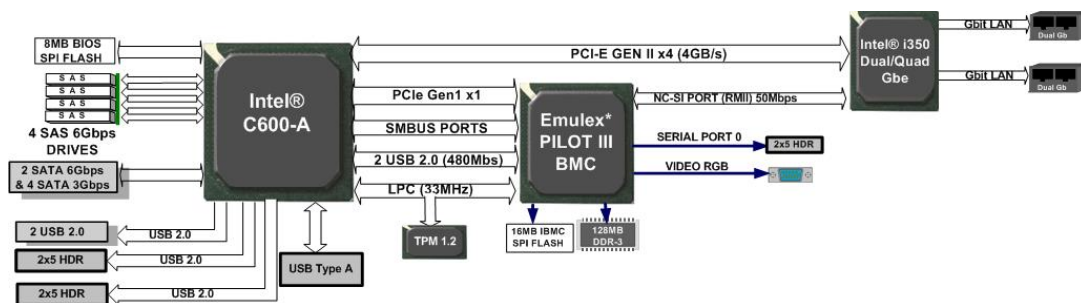 8MB BIOS
SPI FLASH
S A S
S A S
S A S
S A S
4 SAS 6Gbps
DRIVES
2 SATA 6Gbps
& 4 SATA 3Gbps
2 USB 2.0
2x5 HDR
2x5 HDR
USB 2.0
USB 2.0
USB 2.0
Intel®
C600-A
USB Type A
PCI-E GEN II x4 (4GB/s)
PCIe Gen1 x1
SMBUS PORTS
2 USB 2.0 (480Mbs)
LPC (33MHz)
TPM 1.2
Emulex*
PILOT III
BMC
16MB IBMC
SPI FLASH
128MB
DDR-3
NC-SI PORT (RMII) 50Mbps
SERIAL PORT 0
2x5 HDR
VIDEO RGB
Intel® i350
Dual/Quad
Gbe
Gbit LAN
Dual Gb
Gbit LAN
Dual Gb